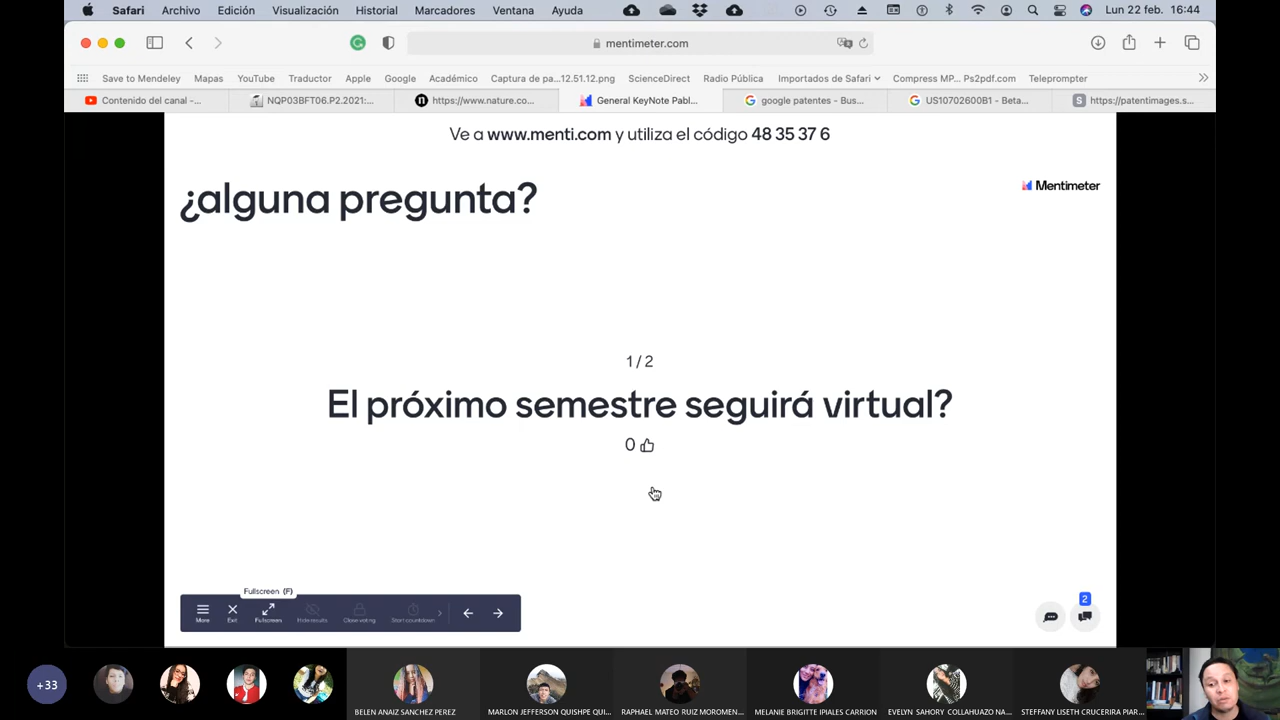 Safari Archivo Edición Visualización Historial Marcadores Ventana Ayuda Lun 22 feb. 16:44
mentimeter.com
Save to Mendeley Mapas YouTube Traductor Apple Google Académico Captura de pa...12.51.12.png ScienceDirect Radio Pública Importados de Safari Compress MP... Ps2pdf.com Teleprompter
Contenido del canal -... NQP03BFT06.P2.2021:... https://www.nature.co... General KeyNote Pabl... google patentes - Bus... US10702600B1 - Beta... https://patentimages.s...
Ve a www.menti.com y utiliza el código 48 35 37 6
¿alguna pregunta?
Mentimeter
1 / 2
El próximo semestre seguirá virtual?
0
Fullscreen (F)
2
More Exit Fullscreen Hide results Close voting Start countdown
+33 BELEN ANAIZ SANCHEZ PEREZ MARLON JEFFERSON QUISHPE QUI... RAPHAEL MATEO RUIZ MOROMEN... MELANIE BRIGITTE IPIALES CARRION EVELYN SAHORY COLLAHUAZO NA... STEFFANY LISETH CRUCERIRA PIAR...